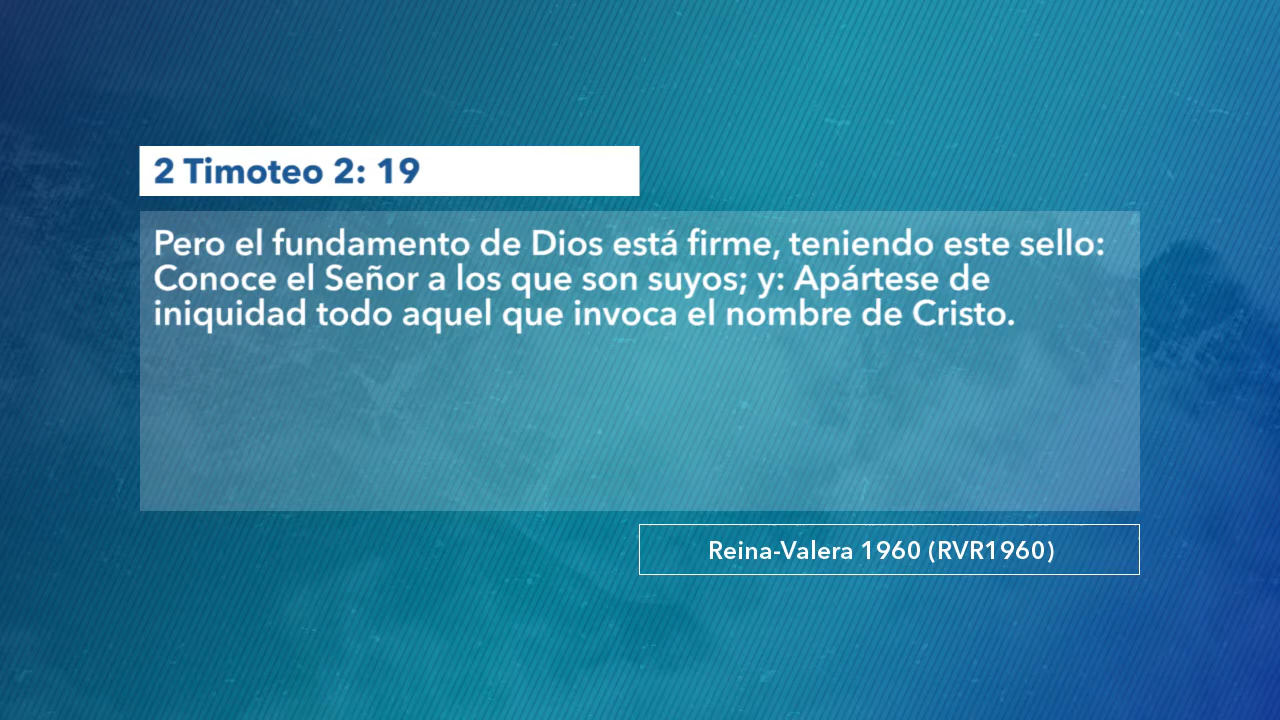 2 Timoteo 2: 19
Pero el fundamento de Dios está firme, teniendo este sello:
Conoce el Señor a los que son suyos; y: Apártese de
iniquidad todo aquel que invoca el nombre de Cristo.
Reina-Valera 1960 (RVR1960)